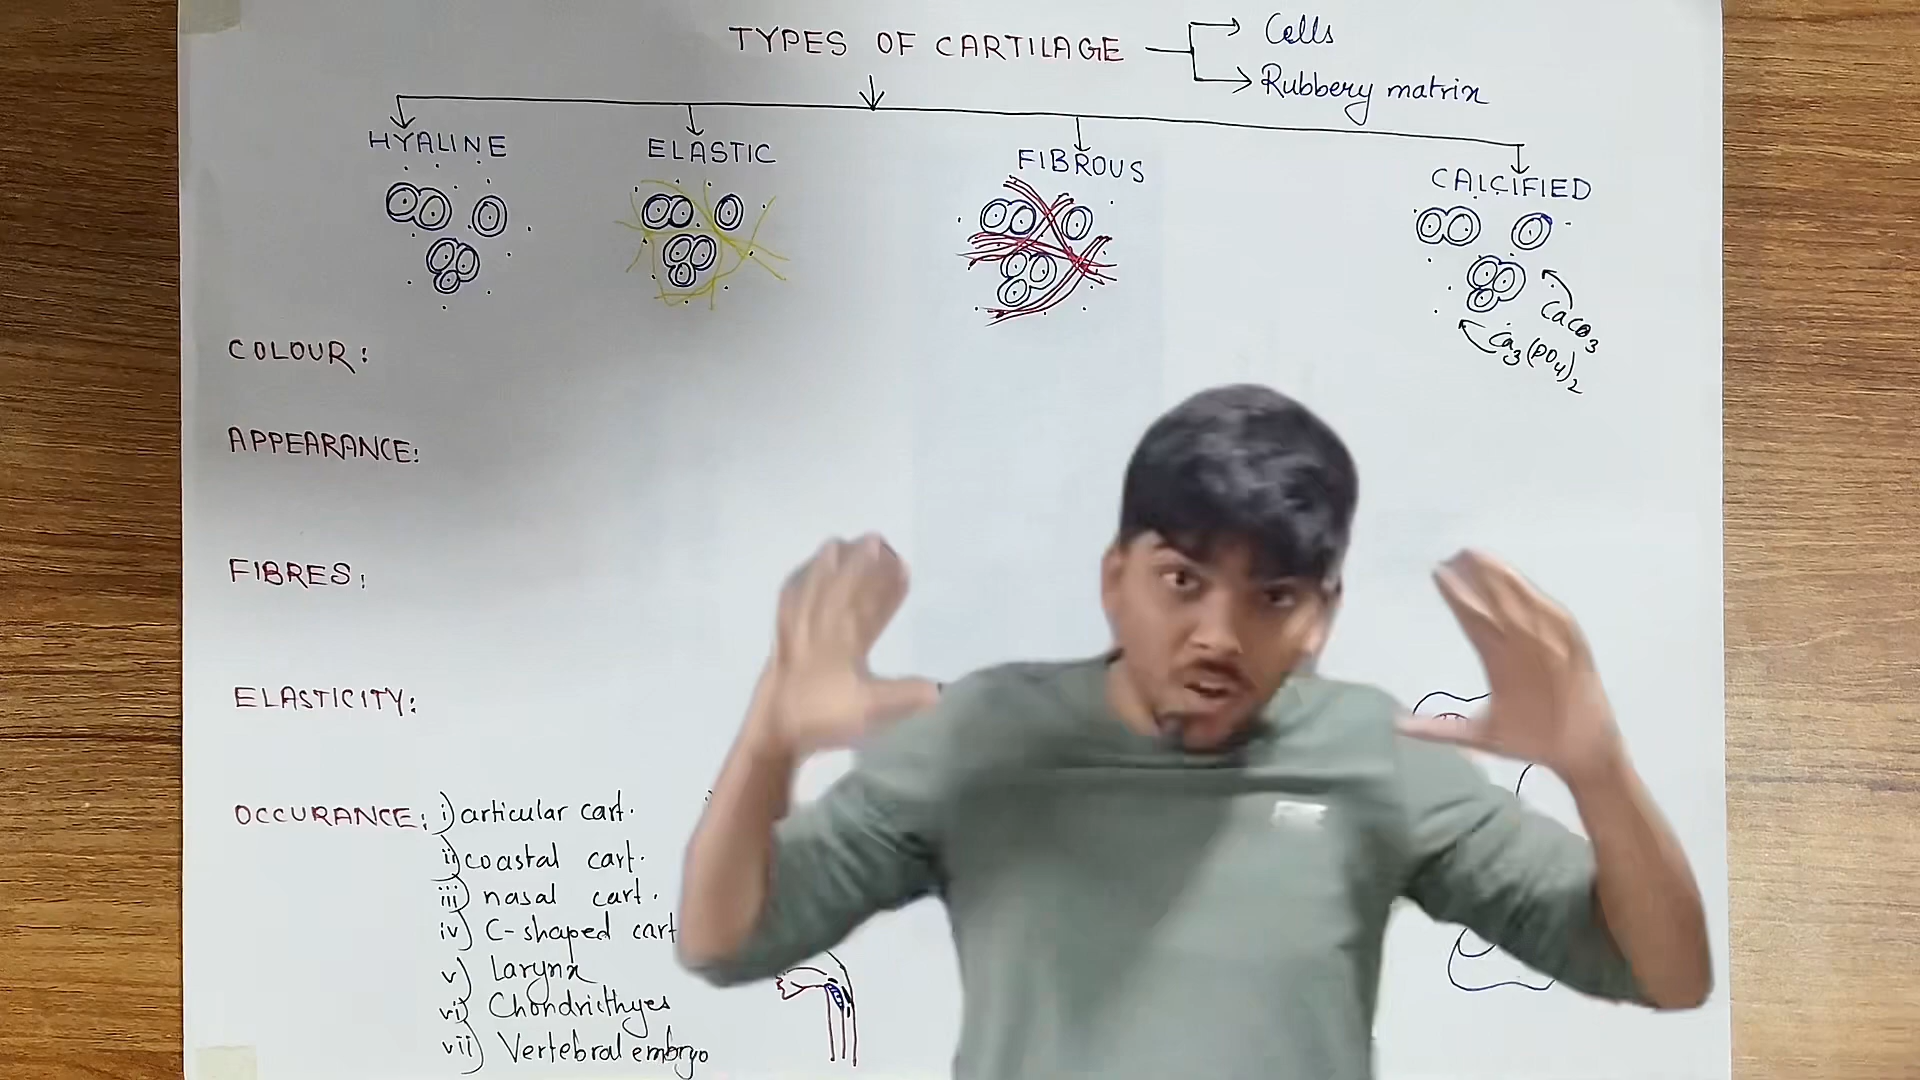 TYPES OF CARTILAGE
Cells
Rubbery matrix
HYALINE
ELASTIC
FIBROUS
CALCIFIED
CaCO3
Ca3(PO4)2
COLOUR:
APPEARANCE:
FIBRES:
ELASTICITY:
OCCURANCE: i) articular cart.
ii) coastal cart.
iii) nasal cart.
iv) C-shaped cart
v) Larynx
vi) Chondricthyes
vii) Vertebral embryo